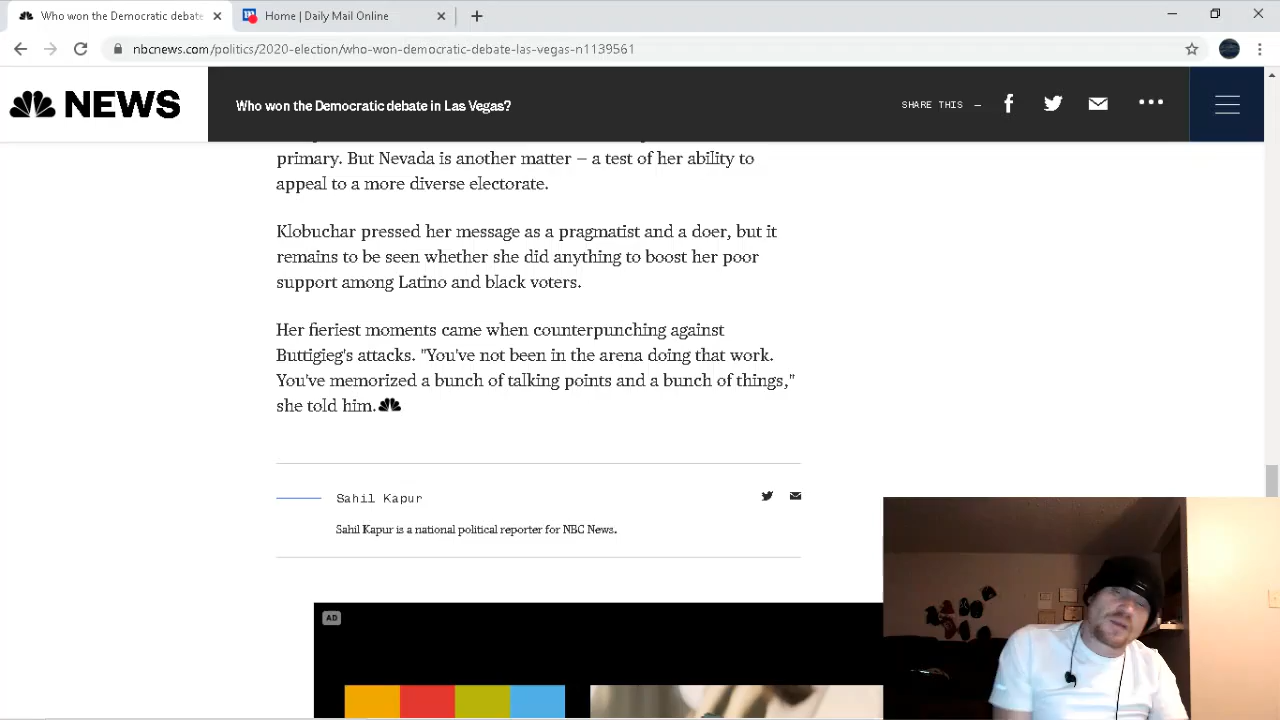 Who won the Democratic debate
Home | Daily Mail Online
nbcnews.com/politics/2020-election/who-won-democratic-debate-las-vegas-n1139561
NEWS
Who won the Democratic debate in Las Vegas?
SHARE THIS —
primary. But Nevada is another matter — a test of her ability to
appeal to a more diverse electorate.
Klobuchar pressed her message as a pragmatist and a doer, but it
remains to be seen whether she did anything to boost her poor
support among Latino and black voters.
Her fieriest moments came when counterpunching against
Buttigieg's attacks. "You've not been in the arena doing that work.
You've memorized a bunch of talking points and a bunch of things,"
she told him.
Sahil Kapur
Sahil Kapur is a national political reporter for NBC News.
AD